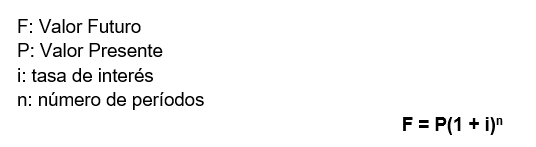 F: Valor Futuro
P: Valor Presente
i: tasa de interés
n: número de períodos
F = P(1 + i)ⁿ